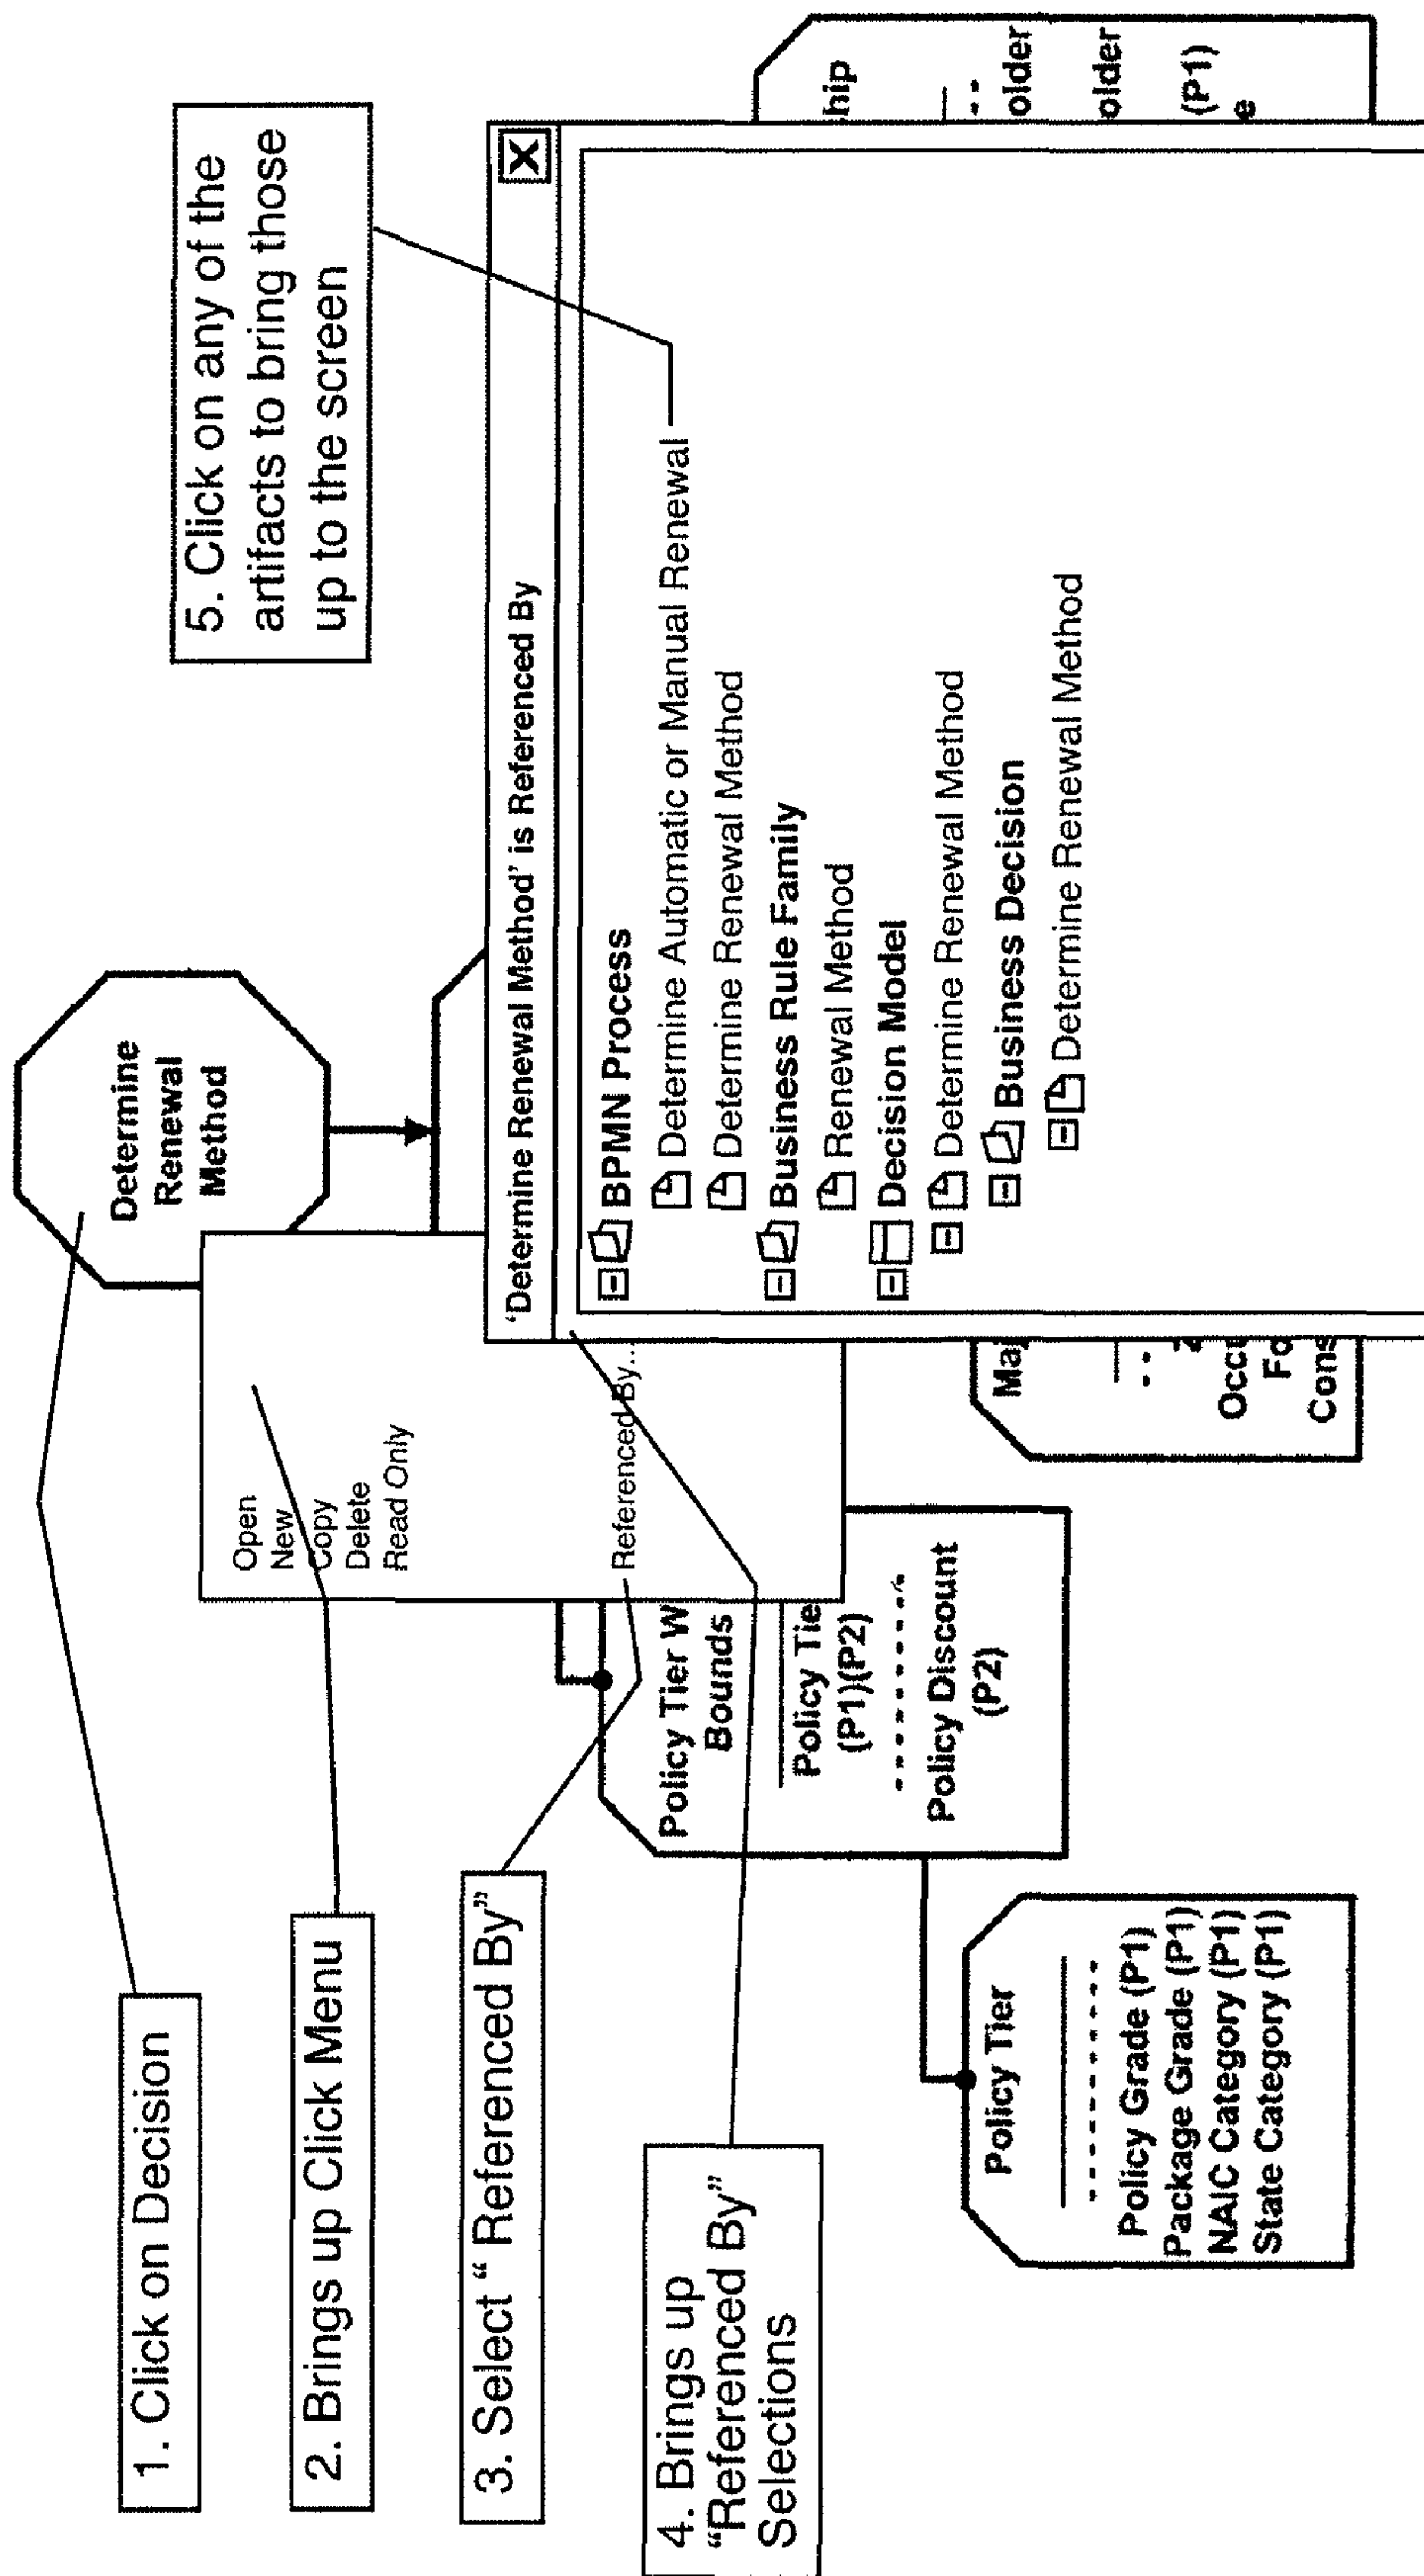 1. Click on Decision
2. Brings up Click Menu
3. Select “ Referenced By”
4. Brings up
“Referenced By”
Selections
5. Click on any of the
artifacts to bring those
up to the screen
Determine
Renewal
Method
Open
New
Copy
Delete
Read Only
Referenced By...
‘Determine Renewal Method’ is Referenced By
X
BPMN Process
Determine Automatic or Manual Renewal
Determine Renewal Method
Business Rule Family
Renewal Method
Decision Model
Determine Renewal Method
Business Decision
Determine Renewal Method
Policy Tier W
Bounds
Policy Tie
(P1)(P2)
Policy Discount
(P2)
Policy Tier
Policy Grade (P1)
Package Grade (P1)
NAIC Category (P1)
State Category (P1)
Maj
Occu
Fo
Cons
hip
older
older
(P1)
e